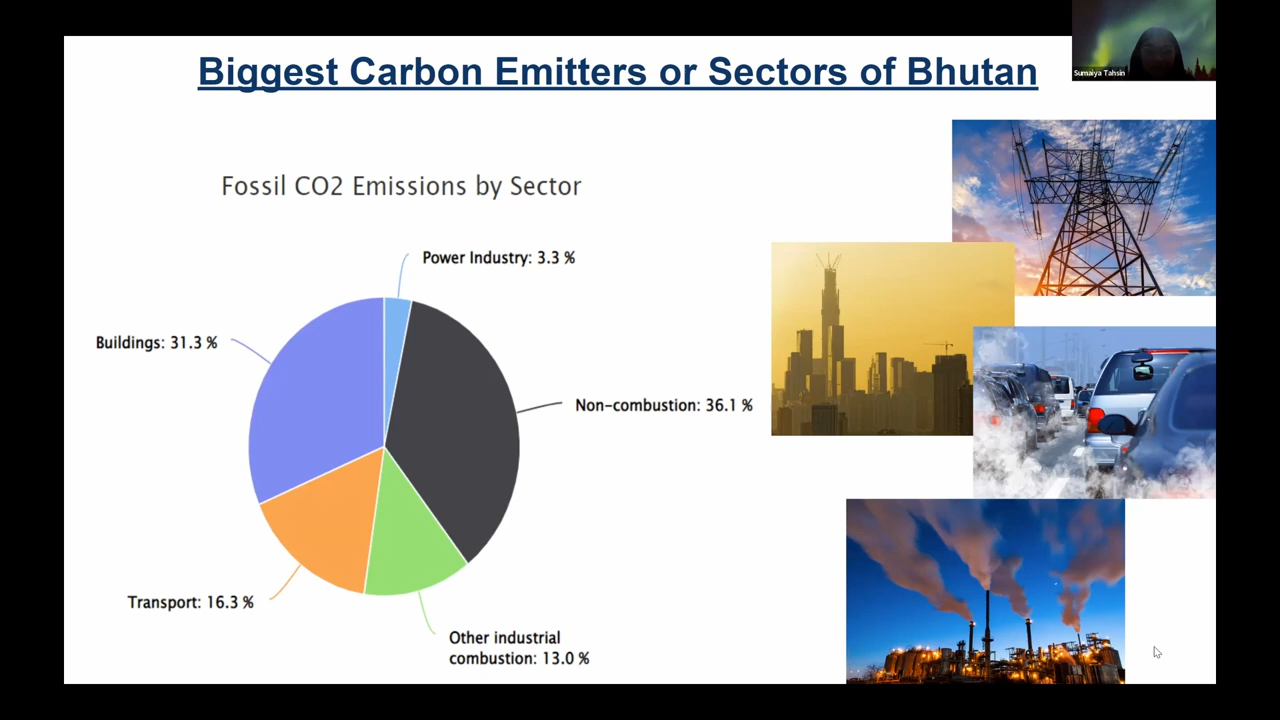 Biggest Carbon Emitters or Sectors of Bhutan
Sumaiya Tahsin
Fossil CO2 Emissions by Sector
Power Industry: 3.3 %
Buildings: 31.3 %
Non-combustion: 36.1 %
Transport: 16.3 %
Other industrial
combustion: 13.0 %